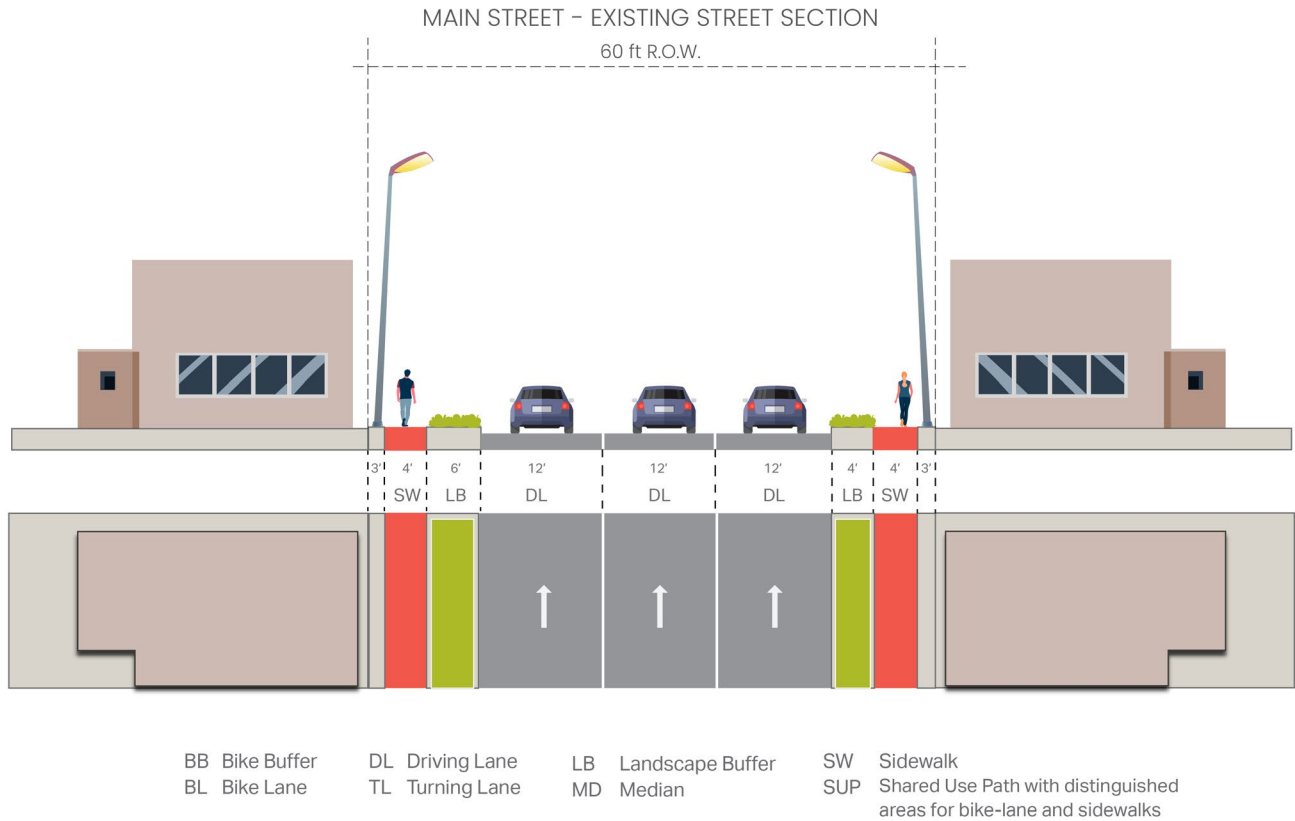 MAIN STREET - EXISTING STREET SECTION
60 ft R.O.W.
3' 4' 6' 12' 12' 12' 4' 4' 3'
SW LB DL DL DL LB SW
BB Bike Buffer
BL Bike Lane
DL Driving Lane
TL Turning Lane
LB Landscape Buffer
MD Median
SW Sidewalk
SUP Shared Use Path with distinguished
areas for bike-lane and sidewalks